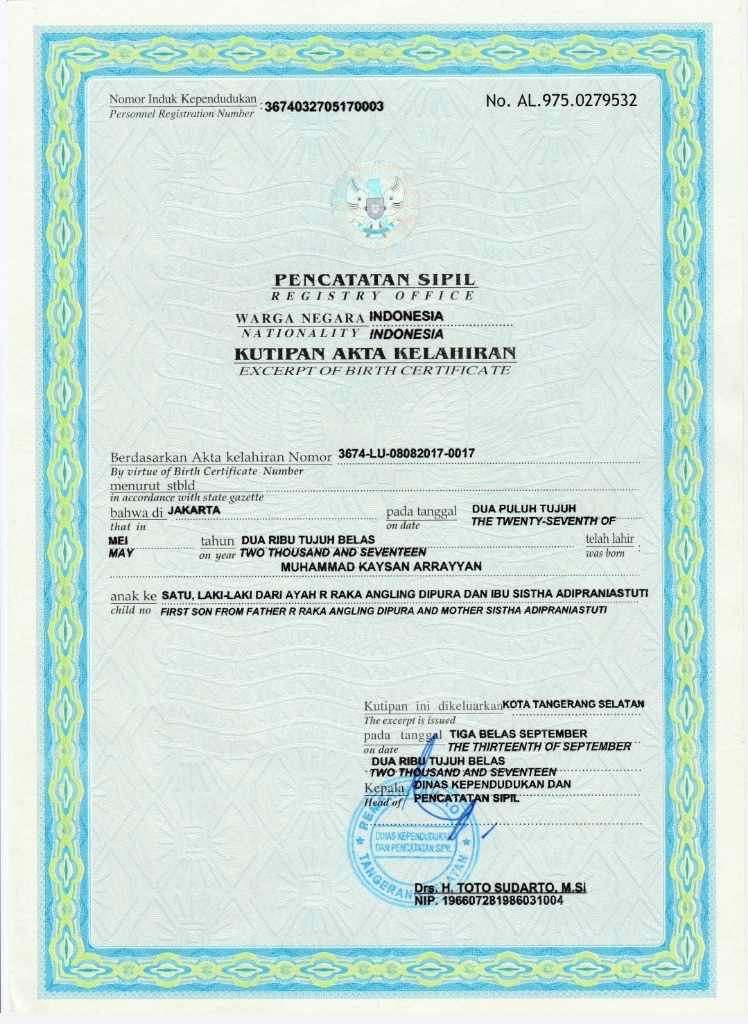 Nomor Induk Kependudukan : 3674032705170003
Personnel Registration Number
No. AL.975.0279532
PENCATATAN SIPIL
REGISTRY OFFICE
WARGA NEGARA INDONESIA
NATIONALITY INDONESIA
KUTIPAN AKTA KELAHIRAN
EXCERPT OF BIRTH CERTIFICATE
Berdasarkan Akta kelahiran Nomor 3674-LU-08082017-0017
By virtue of Birth Certificate Number
menurut stbld
in accordance with state gazette
bahwa di JAKARTA pada tanggal DUA PULUH TUJUH
that in on date THE TWENTY-SEVENTH OF
MEI tahun DUA RIBU TUJUH BELAS telah lahir :
MAY on year TWO THOUSAND AND SEVENTEEN was born
MUHAMMAD KAYSAN ARRAYYAN
anak ke SATU, LAKI-LAKI DARI AYAH R RAKA ANGLING DIPURA DAN IBU SISTHA ADIPRANIASTUTI
child no FIRST SON FROM FATHER R RAKA ANGLING DIPURA AND MOTHER SISTHA ADIPRANIASTUTI
Kutipan ini dikeluarkan KOTA TANGERANG SELATAN
The excerpt is issued
pada tanggal TIGA BELAS SEPTEMBER
on date THE THIRTEENTH OF SEPTEMBER
DUA RIBU TUJUH BELAS
TWO THOUSAND AND SEVENTEEN
Kepala DINAS KEPENDUDUKAN DAN
Head of PENCATATAN SIPIL
DINAS KEPENDUDUKAN
DAN PENCATATAN SIPIL
Drs. H. TOTO SUDARTO, M.Si
NIP. 196607281986031004